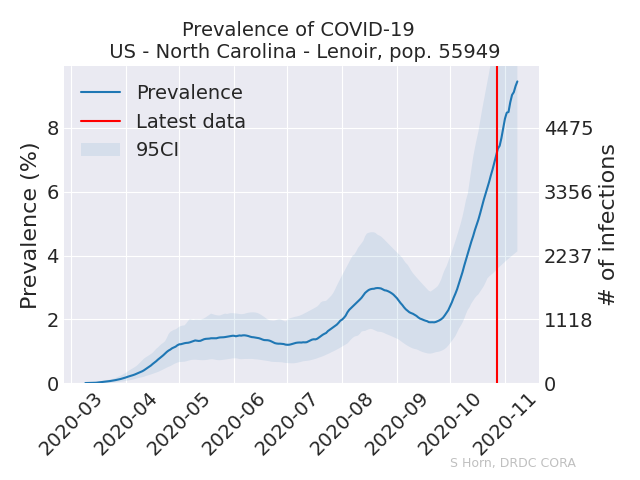 Prevalence of COVID-19
US - North Carolina - Lenoir, pop. 55949
Prevalence
Latest data
95CI
Prevalence (%)
8
6
4
2
0
4475
3356
2237
1118
0
# of infections
2020-03
2020-04
2020-05
2020-06
2020-07
2020-08
2020-09
2020-10
2020-11
S Horn, DRDC CORA